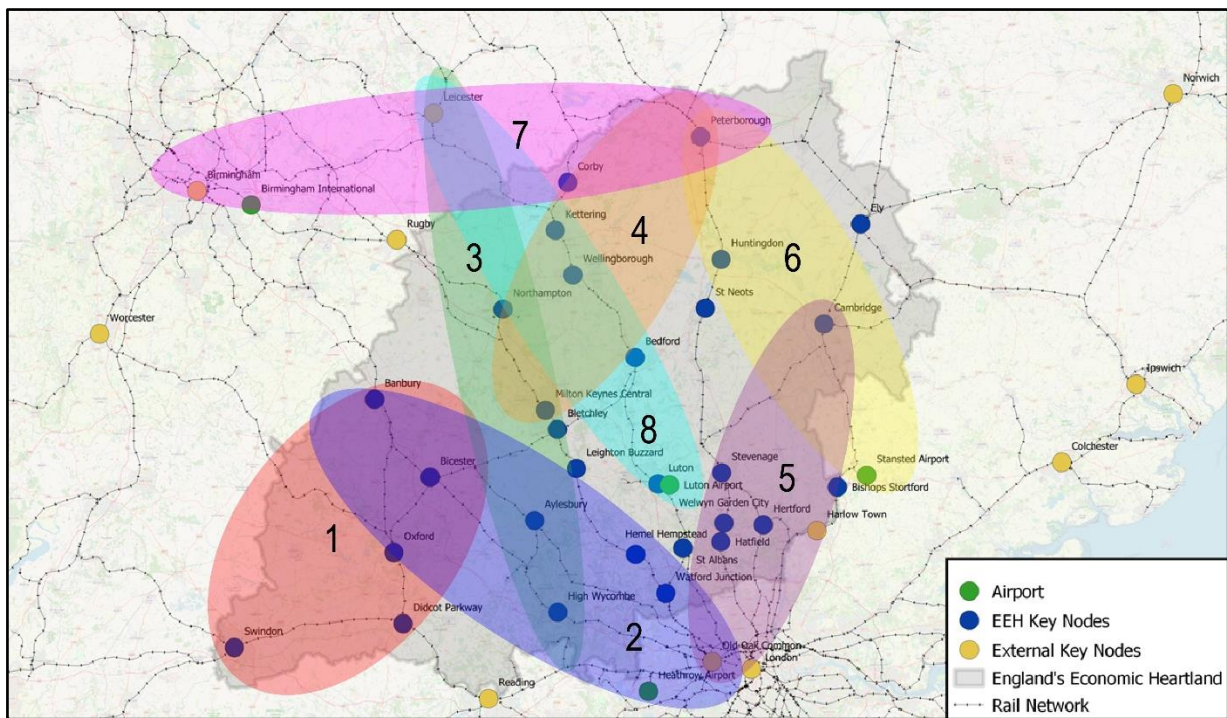 Norwich
Leicester
7
Peterborough
Birmingham
Corby
Birmingham International
Ely
Rugby
Kettering
4
3
Huntingdon
6
Wellingborough
Northampton
St Neots
Worcester
Cambridge
Bedford
Ipswich
Banbury
Milton Keynes Central
Bletchley
8
Colchester
Leighton Buzzard
Stevenage
Stansted Airport
Bicester
Luton
5
Luton Airport
Bishops Stortford
Aylesbury
Welwyn Garden City
Hertford
Harlow Town
1
Oxford
Hemel Hempstead
Hatfield
St Albans
Watford Junction
High Wycombe
Didcot Parkway
Swindon
2
Old Oak Common
London
Heathrow Airport
Reading
Airport
EEH Key Nodes
External Key Nodes
England's Economic Heartland
Rail Network